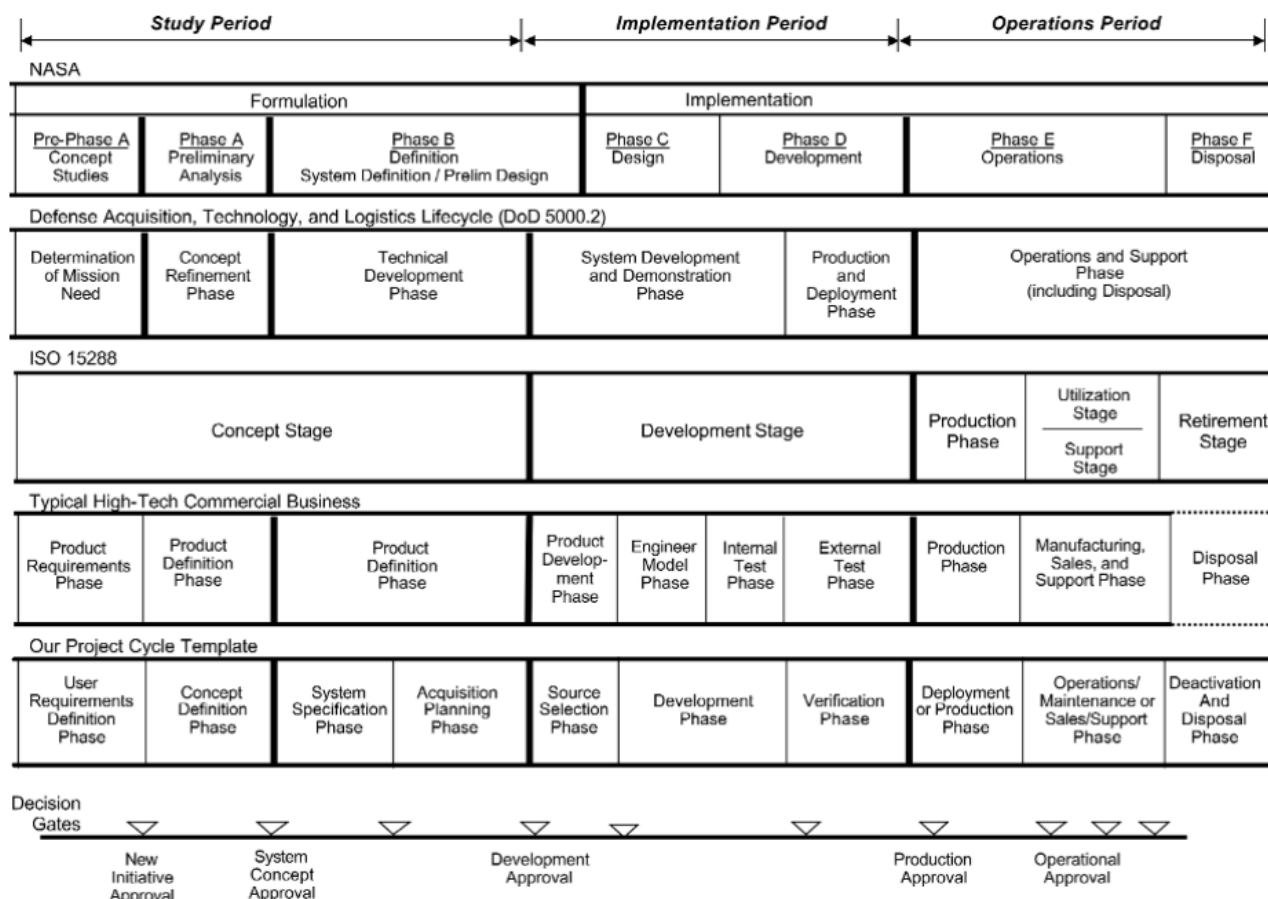 Study Period
Implementation Period
Operations Period
NASA
Formulation
Implementation
Pre-Phase A
Concept
Studies
Phase A
Preliminary
Analysis
Phase B
Definition
System Definition / Prelim Design
Phase C
Design
Phase D
Development
Phase E
Operations
Phase F
Disposal
Defense Acquisition, Technology, and Logistics Lifecycle (DoD 5000.2)
Determination
of Mission
Need
Concept
Refinement
Phase
Technical
Development
Phase
System Development
and Demonstration
Phase
Production
and
Deployment
Phase
Operations and Support
Phase
(including Disposal)
ISO 15288
Concept Stage
Development Stage
Production
Phase
Utilization
Stage
Support
Stage
Retirement
Stage
Typical High-Tech Commercial Business
Product
Requirements
Phase
Product
Definition
Phase
Product
Definition
Phase
Product
Develop-
ment
Phase
Engineer
Model
Phase
Internal
Test
Phase
External
Test
Phase
Production
Phase
Manufacturing,
Sales, and
Support Phase
Disposal
Phase
Our Project Cycle Template
User
Requirements
Definition
Phase
Concept
Definition
Phase
System
Specification
Phase
Acquisition
Planning
Phase
Source
Selection
Phase
Development
Phase
Verification
Phase
Deployment
or Production
Phase
Operations/
Maintenance or
Sales/Support
Phase
Deactivation
And
Disposal
Phase
Decision
Gates
New
Initiative
Approval
System
Concept
Approval
Development
Approval
Production
Approval
Operational
Approval